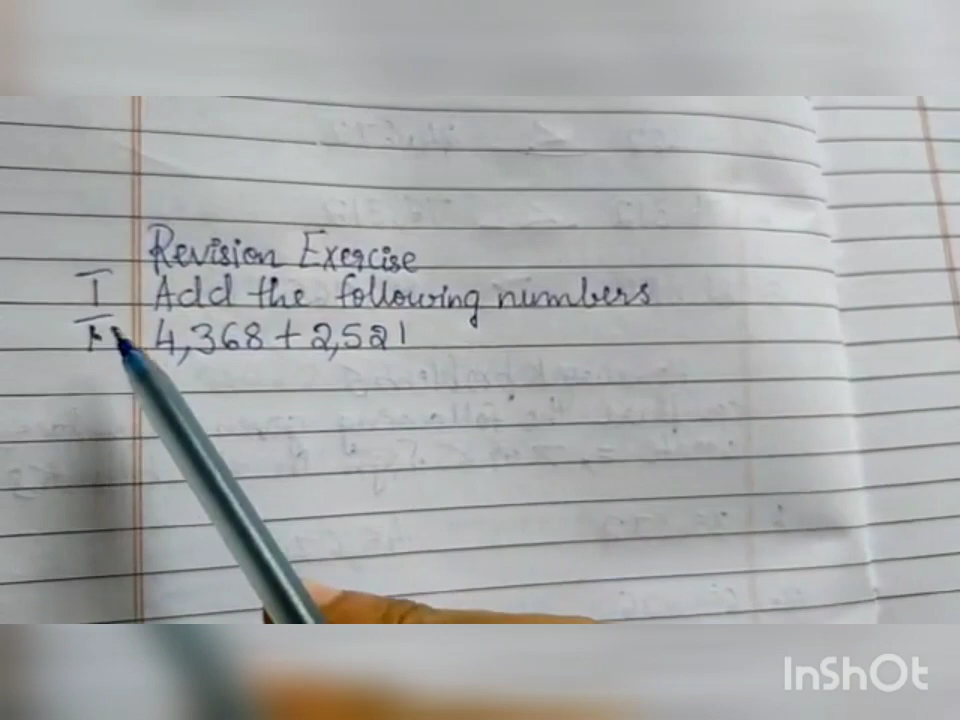 Revision Exercise
I Add the following numbers
4,368 + 2,521
InShOt